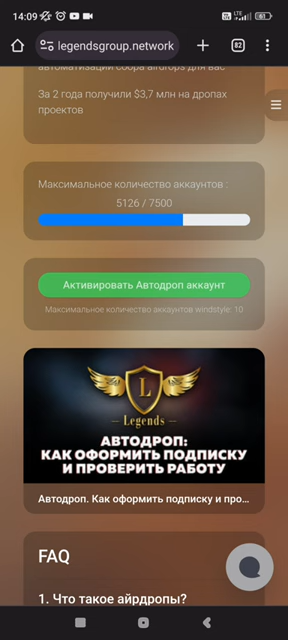 14:09
LTE
61
legendsgroup.network
82
автоматизации сбора airdrops для вас
За 2 года получили $3,7 млн на дропах
проектов
Максимальное количество аккаунтов :
5126 / 7500
Активировать Автодроп аккаунт
Максимальное количество аккаунтов windstyle: 10
L
Legends
АВТОДРОП:
КАК ОФОРМИТЬ ПОДПИСКУ
И ПРОВЕРИТЬ РАБОТУ
Автодроп. Как оформить подписку и про...
FAQ
1. Что такое айрдропы?